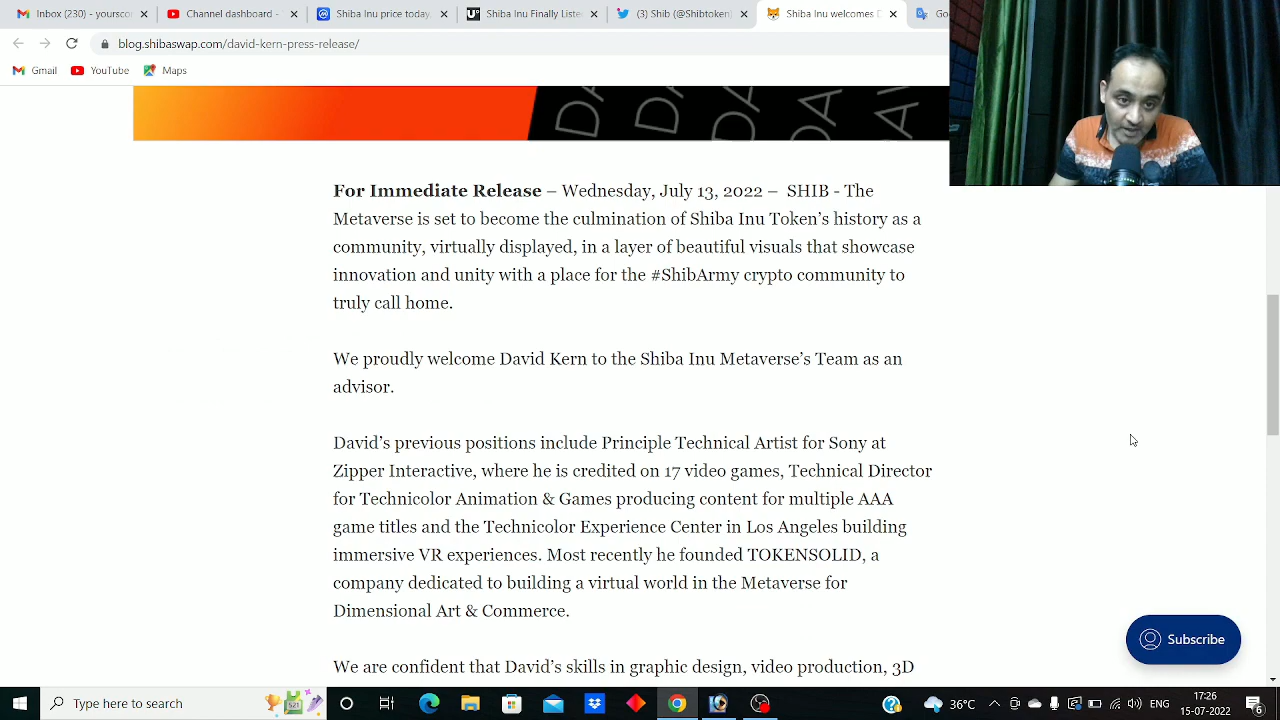 Inbox (230) - yourscor
Channel dashboard -
Shiba Inu price today
Shiba Inu Finally Liste
(3) Shib (@Shibtoken)
Shiba Inu welcomes D
Go
blog.shibaswap.com/david-kern-press-release/
Gmail
YouTube
Maps
For Immediate Release – Wednesday, July 13, 2022 – SHIB - The
Metaverse is set to become the culmination of Shiba Inu Token’s history as a
community, virtually displayed, in a layer of beautiful visuals that showcase
innovation and unity with a place for the #ShibArmy crypto community to
truly call home.
We proudly welcome David Kern to the Shiba Inu Metaverse’s Team as an
advisor.
David’s previous positions include Principle Technical Artist for Sony at
Zipper Interactive, where he is credited on 17 video games, Technical Director
for Technicolor Animation & Games producing content for multiple AAA
game titles and the Technicolor Experience Center in Los Angeles building
immersive VR experiences. Most recently he founded TOKENSOLID, a
company dedicated to building a virtual world in the Metaverse for
Dimensional Art & Commerce.
We are confident that David’s skills in graphic design, video production, 3D
Subscribe
Type here to search
36°C
ENG
17:26
15-07-2022
6